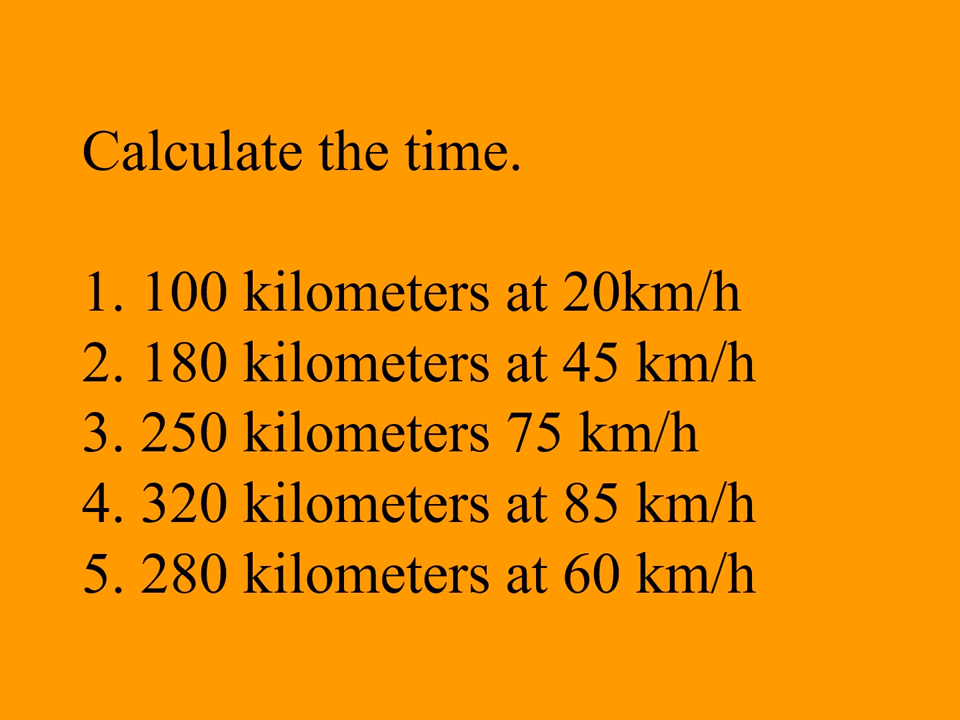 Calculate the time.
1. 100 kilometers at 20km/h
2. 180 kilometers at 45 km/h
3. 250 kilometers 75 km/h
4. 320 kilometers at 85 km/h
5. 280 kilometers at 60 km/h